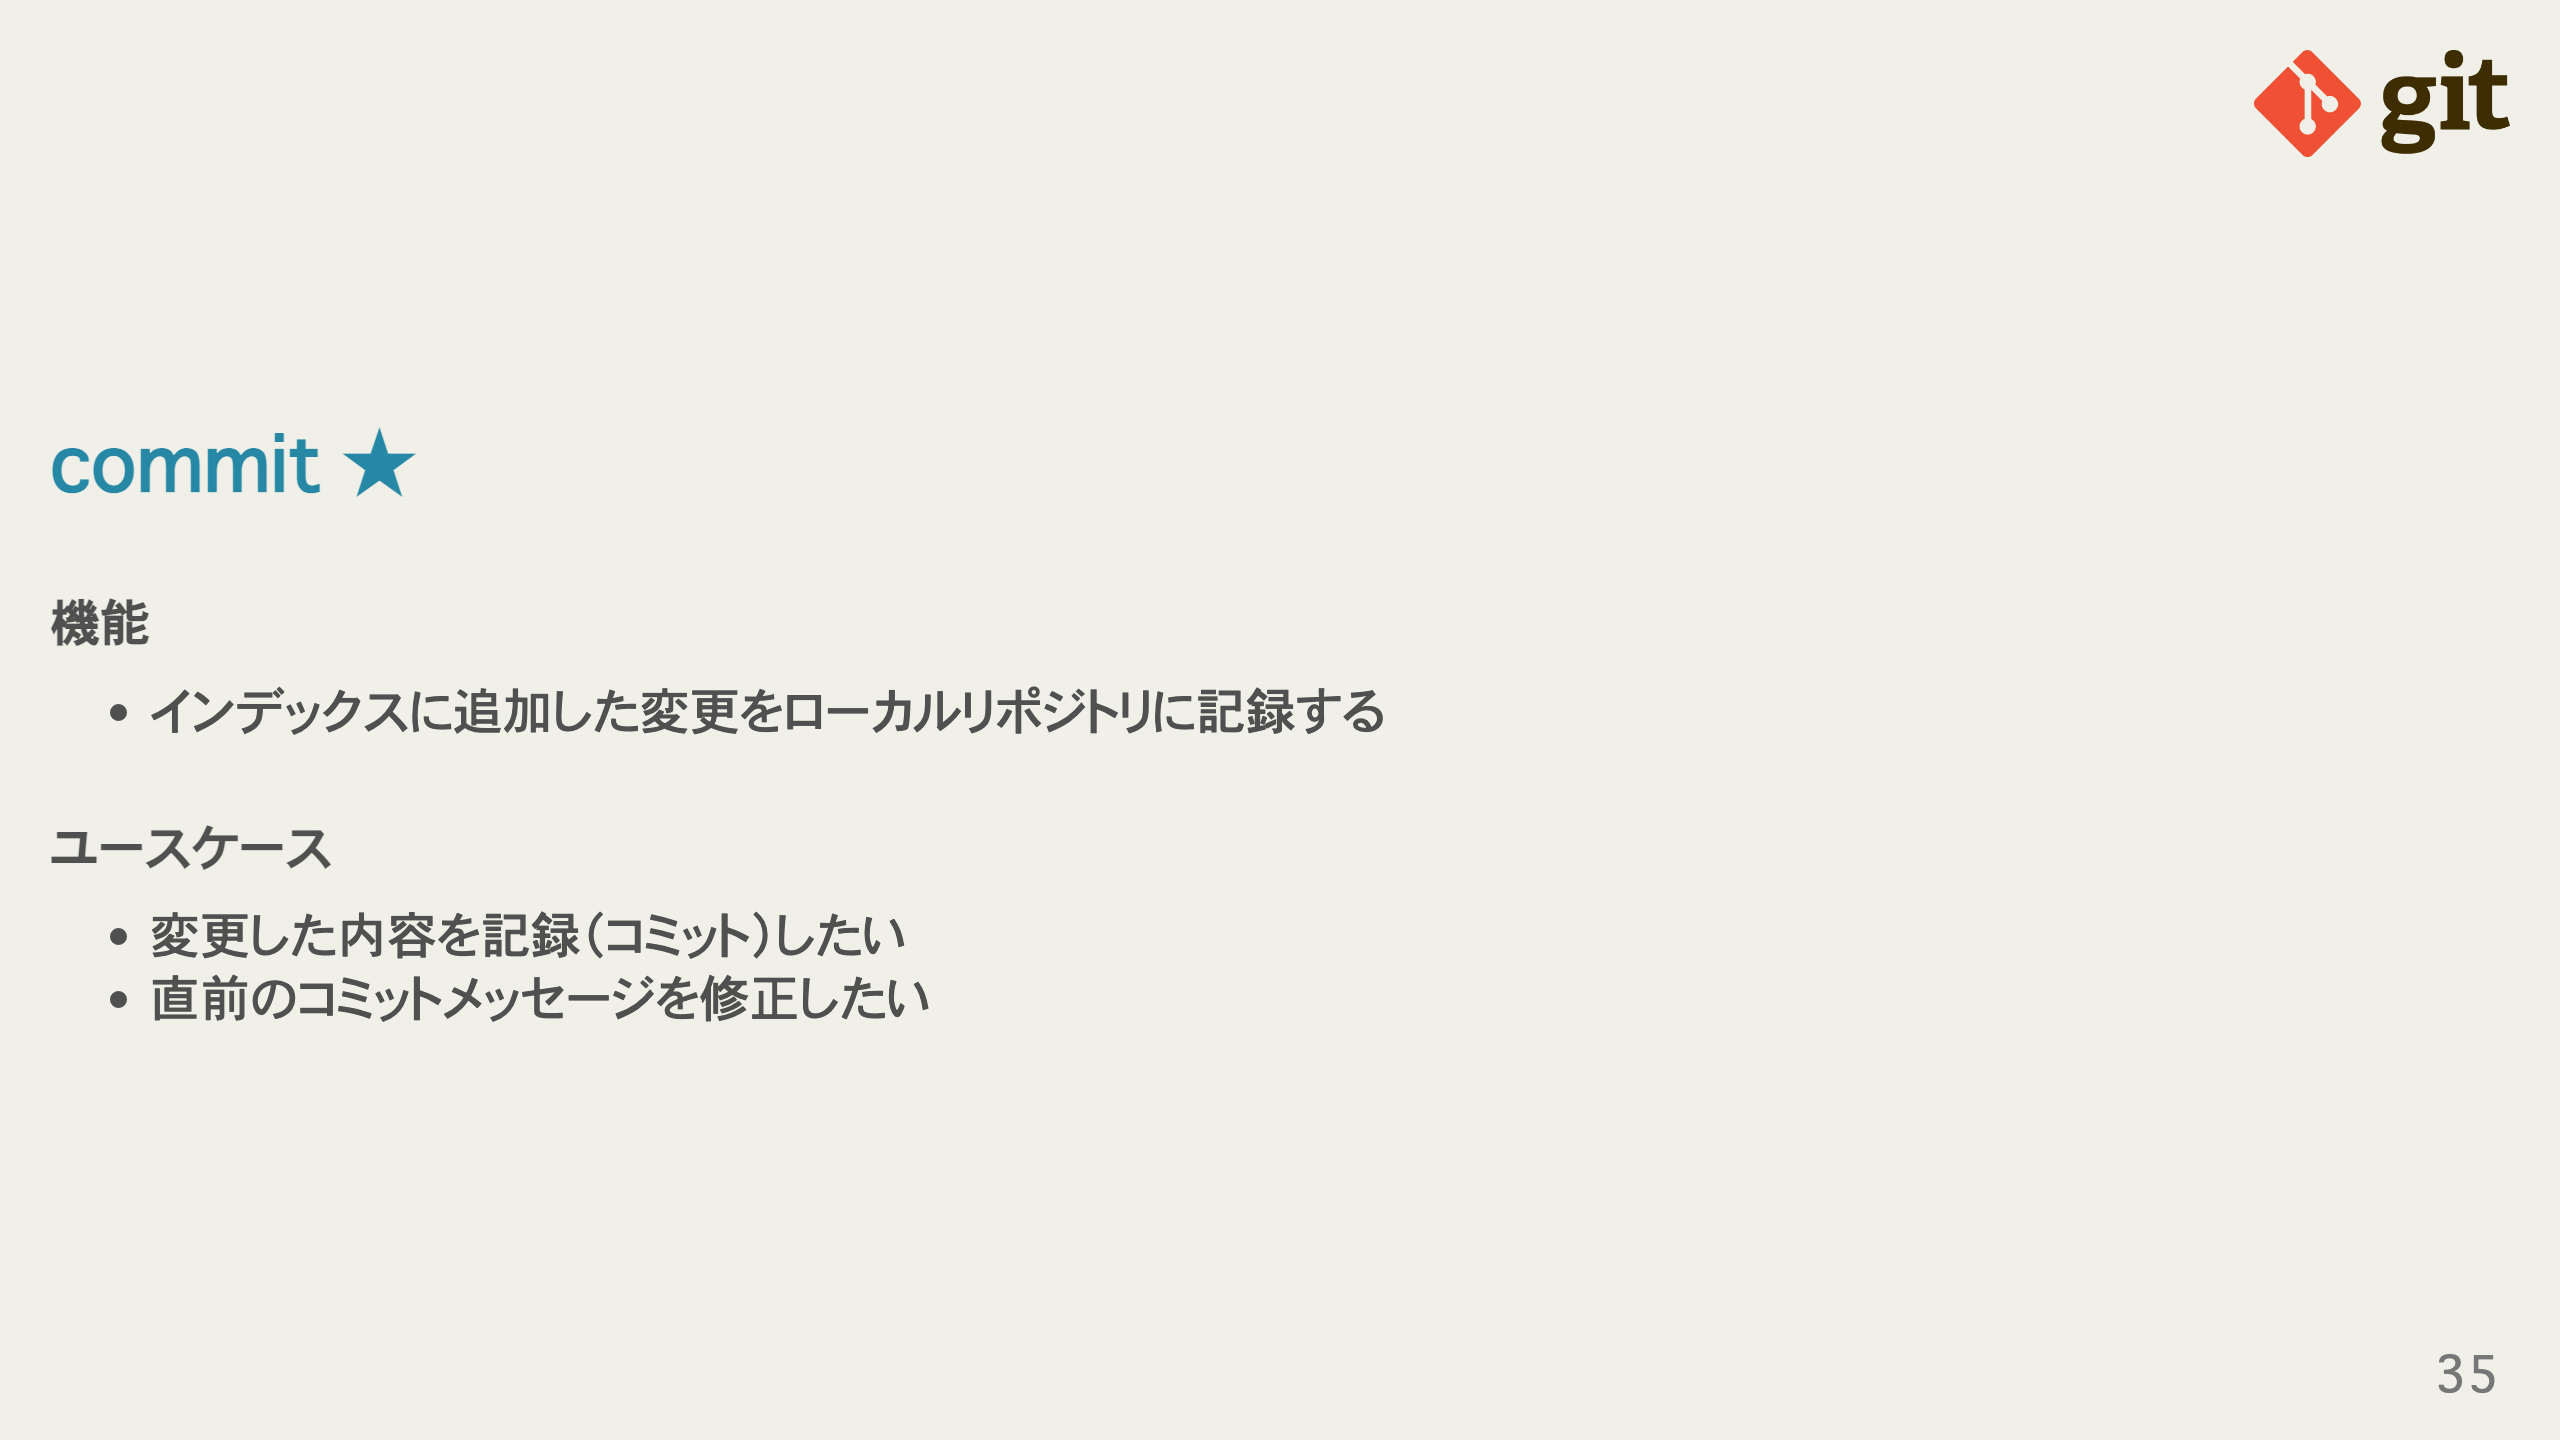 git
commit ★
機能
• インデックスに追加した変更をローカルリポジトリに記録する
ユースケース
• 変更した内容を記録（コミット）したい
• 直前のコミットメッセージを修正したい
35